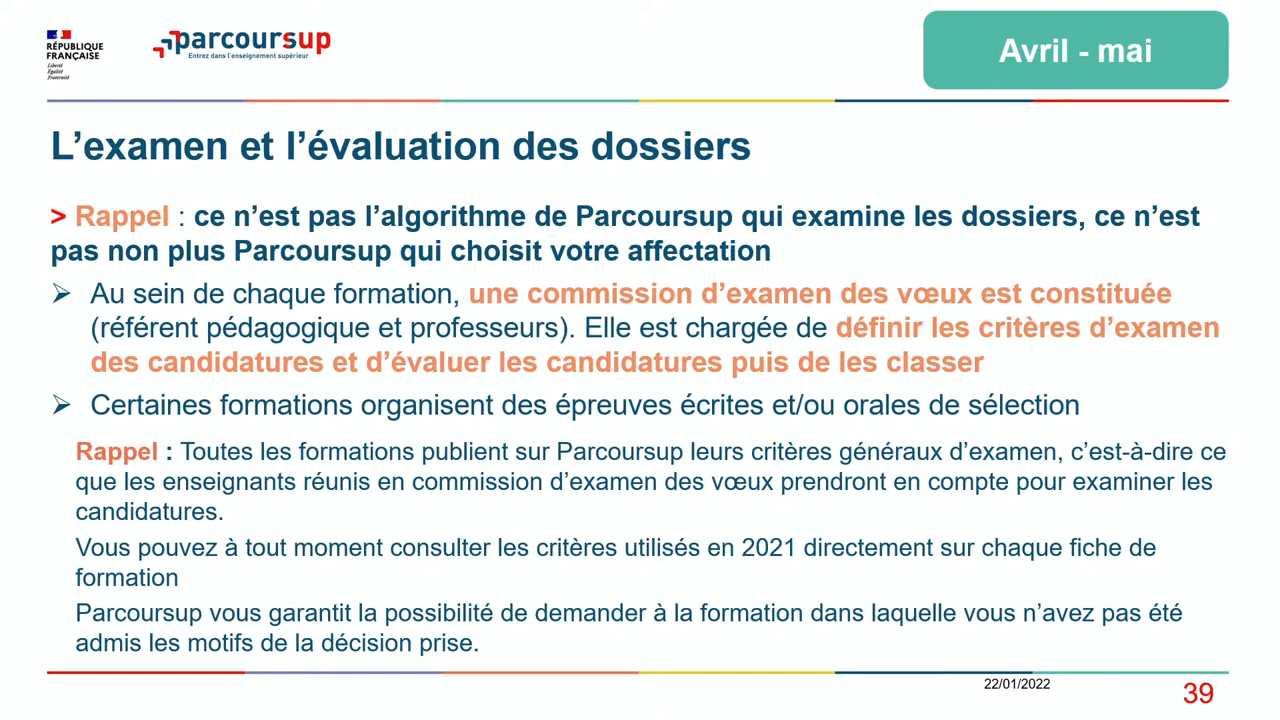 RÉPUBLIQUE
FRANÇAISE
Liberté
Égalité
Fraternité
parcoursup
Entrez dans l'enseignement supérieur
Avril - mai
L’examen et l’évaluation des dossiers
> Rappel : ce n’est pas l’algorithme de Parcoursup qui examine les dossiers, ce n’est
pas non plus Parcoursup qui choisit votre affectation
➢ Au sein de chaque formation, une commission d’examen des vœux est constituée
(référent pédagogique et professeurs). Elle est chargée de définir les critères d’examen
des candidatures et d’évaluer les candidatures puis de les classer
➢ Certaines formations organisent des épreuves écrites et/ou orales de sélection
Rappel : Toutes les formations publient sur Parcoursup leurs critères généraux d’examen, c’est-à-dire ce
que les enseignants réunis en commission d’examen des vœux prendront en compte pour examiner les
candidatures.
Vous pouvez à tout moment consulter les critères utilisés en 2021 directement sur chaque fiche de
formation
Parcoursup vous garantit la possibilité de demander à la formation dans laquelle vous n’avez pas été
admis les motifs de la décision prise.
22/01/2022
39